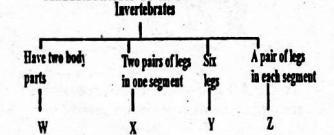 Invertebrates
Have two body parts
Two pairs of legs in one segment
Six legs
A pair of legs in each segment
W
X
Y
Z